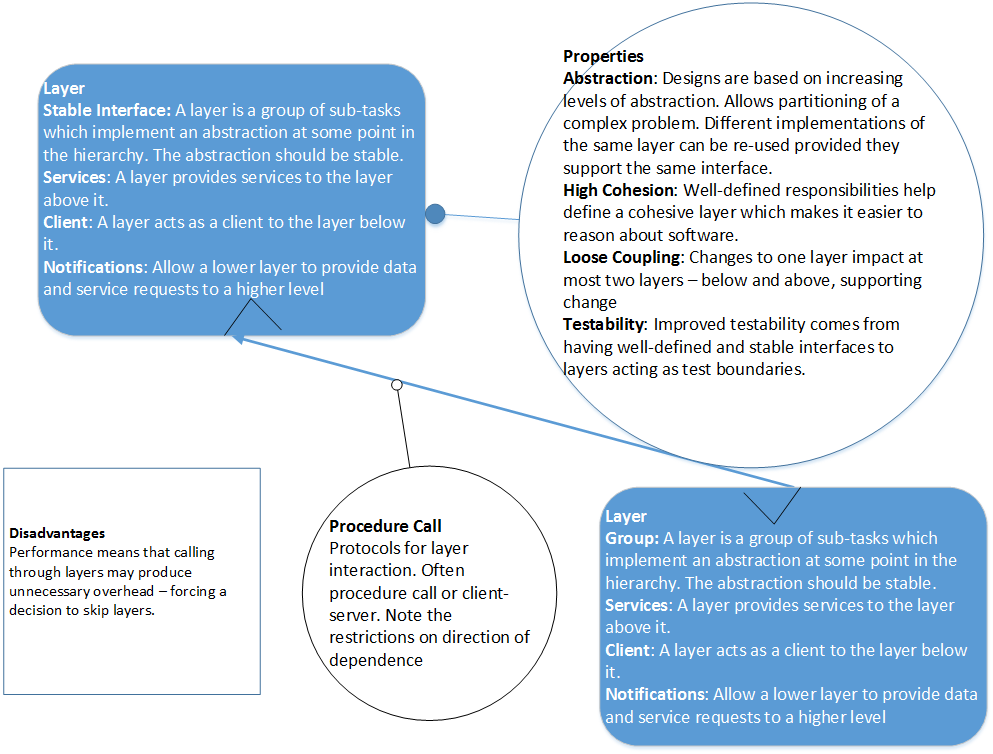 Layer
Stable Interface: A layer is a group of sub-tasks
which implement an abstraction at some point in
the hierarchy. The abstraction should be stable.
Services: A layer provides services to the layer
above it.
Client: A layer acts as a client to the layer below
it.
Notifications: Allow a lower layer to provide data
and service requests to a higher level
Properties
Abstraction: Designs are based on increasing
levels of abstraction. Allows partitioning of a
complex problem. Different implementations of
the same layer can be re-used provided they
support the same interface.
High Cohesion: Well-defined responsibilities help
define a cohesive layer which makes it easier to
reason about software.
Loose Coupling: Changes to one layer impact at
most two layers – below and above, supporting
change
Testability: Improved testability comes from
having well-defined and stable interfaces to
layers acting as test boundaries.
Disadvantages
Performance means that calling
through layers may produce
unnecessary overhead – forcing a
decision to skip layers.
Procedure Call
Protocols for layer
interaction. Often
procedure call or client-
server. Note the
restrictions on direction of
dependence
Layer
Group: A layer is a group of sub-tasks which
implement an abstraction at some point in the
hierarchy. The abstraction should be stable.
Services: A layer provides services to the layer
above it.
Client: A layer acts as a client to the layer below
it.
Notifications: Allow a lower layer to provide data
and service requests to a higher level